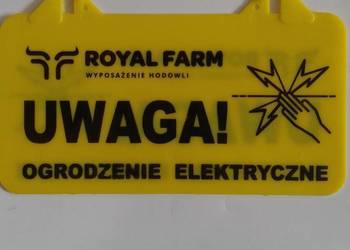 ROYAL FARM
WYPOSAŻENIE HODOWLI
UWAGA!
OGRODZENIE ELEKTRYCZNE